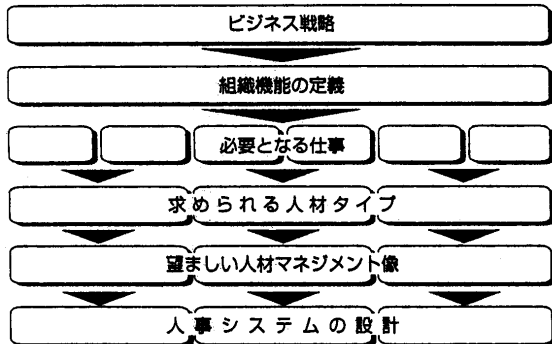 ビジネス戦略
組織機能の定義
必要となる仕事
求められる人材タイプ
望ましい人材マネジメント像
人事システムの設計